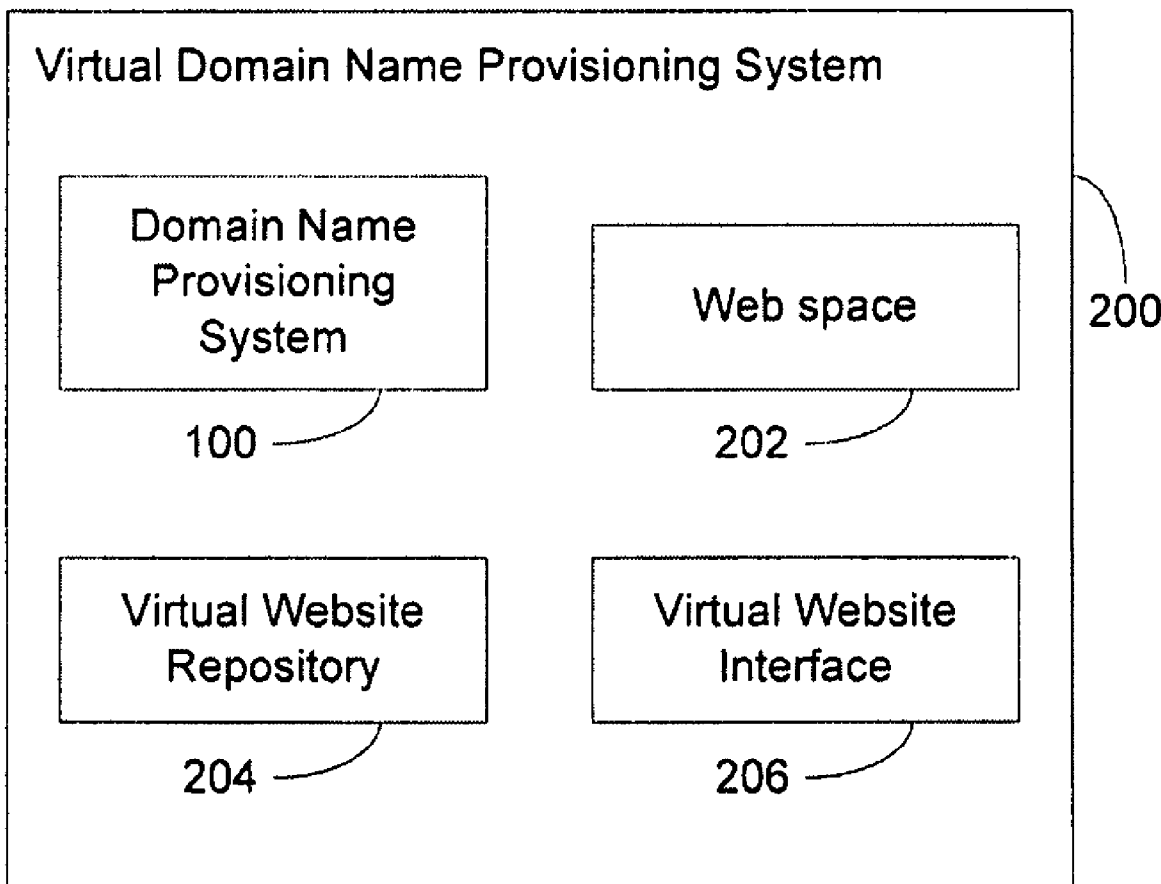 Virtual Domain Name Provisioning System
Domain Name
Provisioning
System
100
Web space
202
200
Virtual Website
Repository
204
Virtual Website
Interface
206